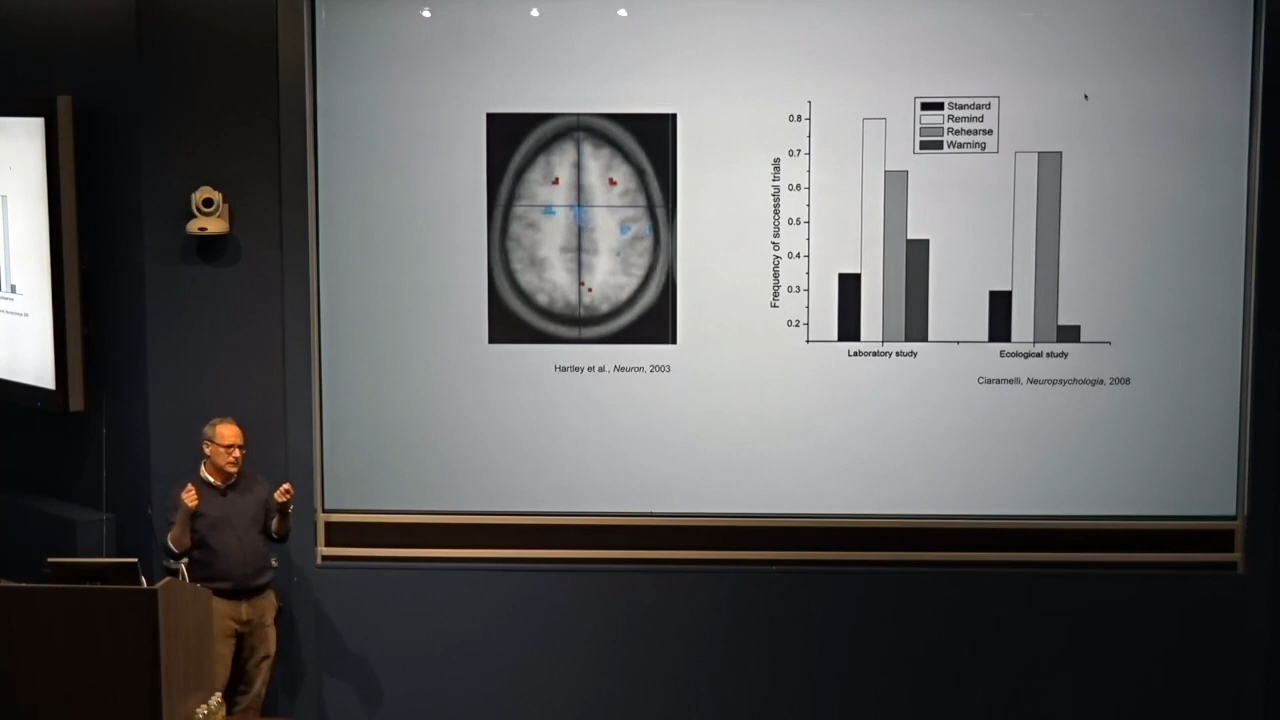 Standard
Remind
Rehearse
Warning
Frequency of successful trials
0.8
0.7
0.6
0.5
0.4
0.3
0.2
Laboratory study
Ecological study
Hartley et al., Neuron, 2003
Ciaramelli, Neuropsychologia, 2008